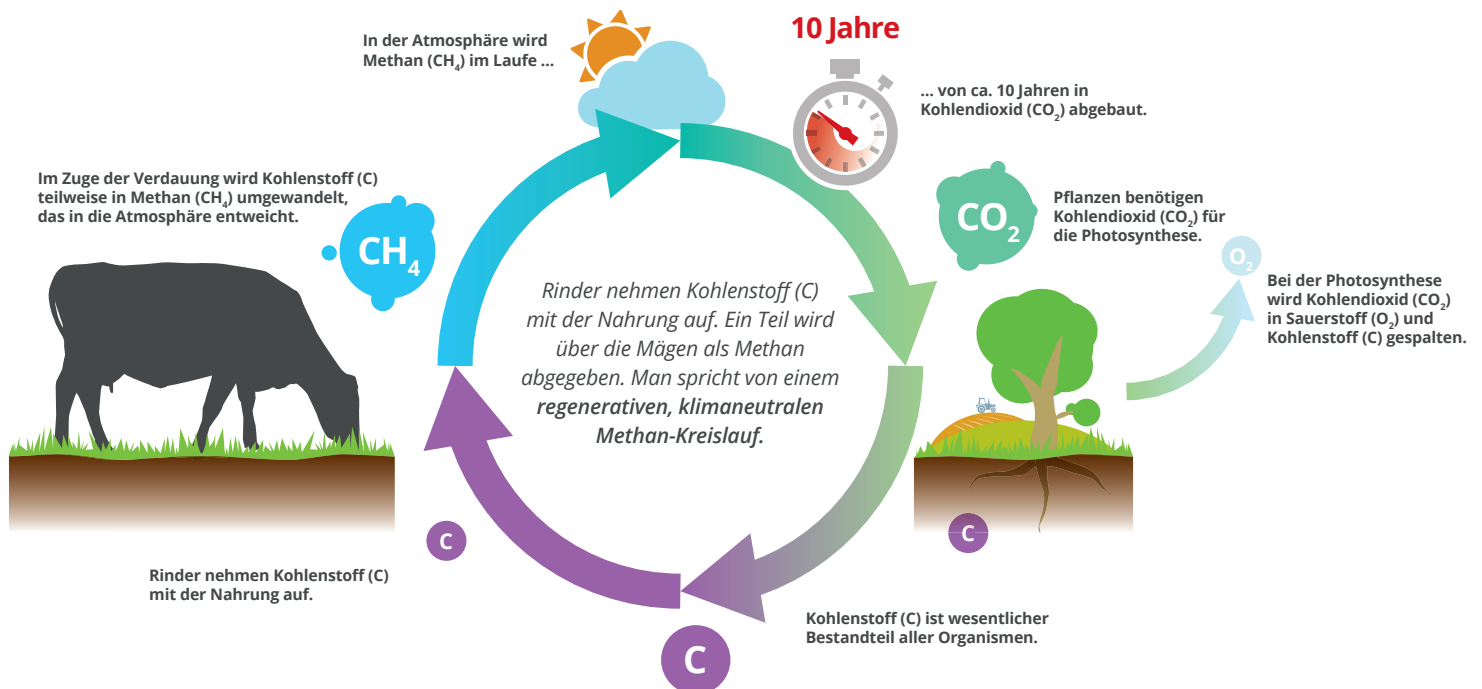 10 Jahre
In der Atmosphäre wird
Methan (CH₄) im Laufe ...
... von ca. 10 Jahren in
Kohlendioxid (CO₂) abgebaut.
Im Zuge der Verdauung wird Kohlenstoff (C)
teilweise in Methan (CH₄) umgewandelt,
das in die Atmosphäre entweicht.
CH₄
CO₂
Pflanzen benötigen
Kohlendioxid (CO₂) für
die Photosynthese.
O₂
Bei der Photosynthese
wird Kohlendioxid (CO₂)
in Sauerstoff (O₂) und
Kohlenstoff (C) gespalten.
Rinder nehmen Kohlenstoff (C)
mit der Nahrung auf. Ein Teil wird
über die Mägen als Methan
abgegeben. Man spricht von einem
regenerativen, klimaneutralen
Methan-Kreislauf.
C
C
Rinder nehmen Kohlenstoff (C)
mit der Nahrung auf.
Kohlenstoff (C) ist wesentlicher
Bestandteil aller Organismen.
C